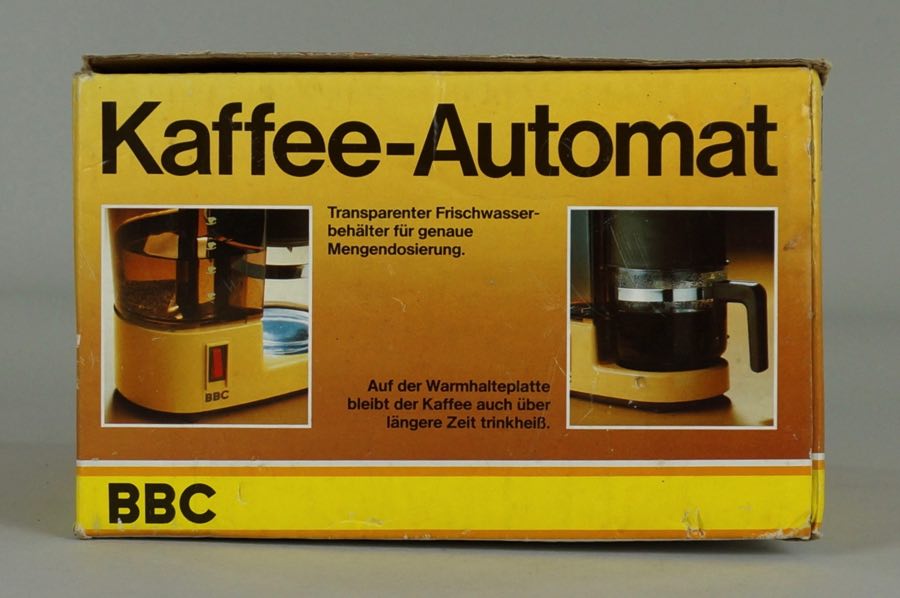 Kaffee-Automat
Transparenter Frischwasser-
behälter für genaue
Mengendosierung.
BBC
Auf der Warmhalteplatte
bleibt der Kaffee auch über
längere Zeit trinkheiß.
BBC